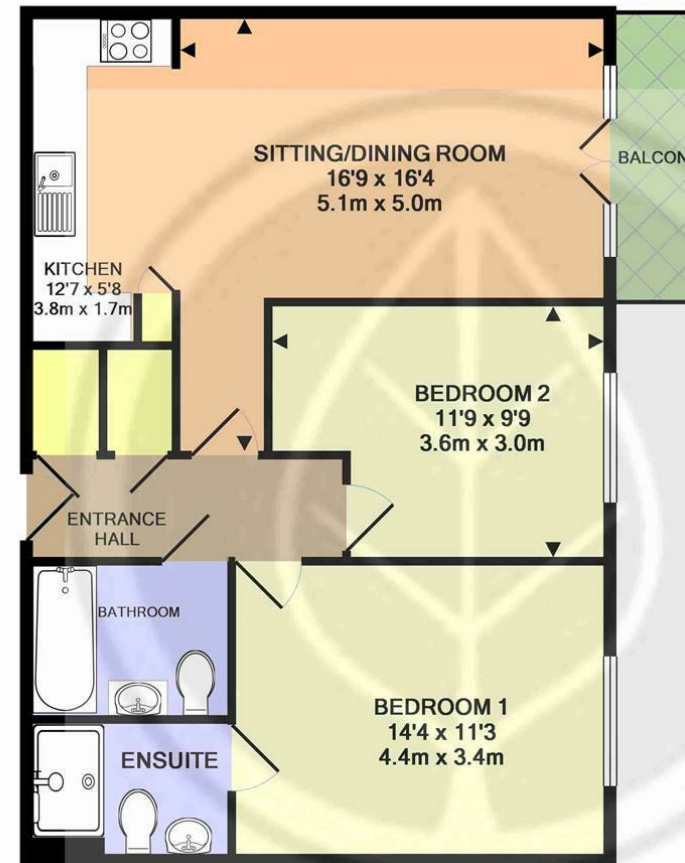 SITTING/DINING ROOM
16'9 x 16'4
5.1m x 5.0m
BALCON
KITCHEN
12'7 x 5'8
3.8m x 1.7m
BEDROOM 2
11'9 x 9'9
3.6m x 3.0m
ENTRANCE
HALL
BATHROOM
BEDROOM 1
14'4 x 11'3
4.4m x 3.4m
ENSUITE